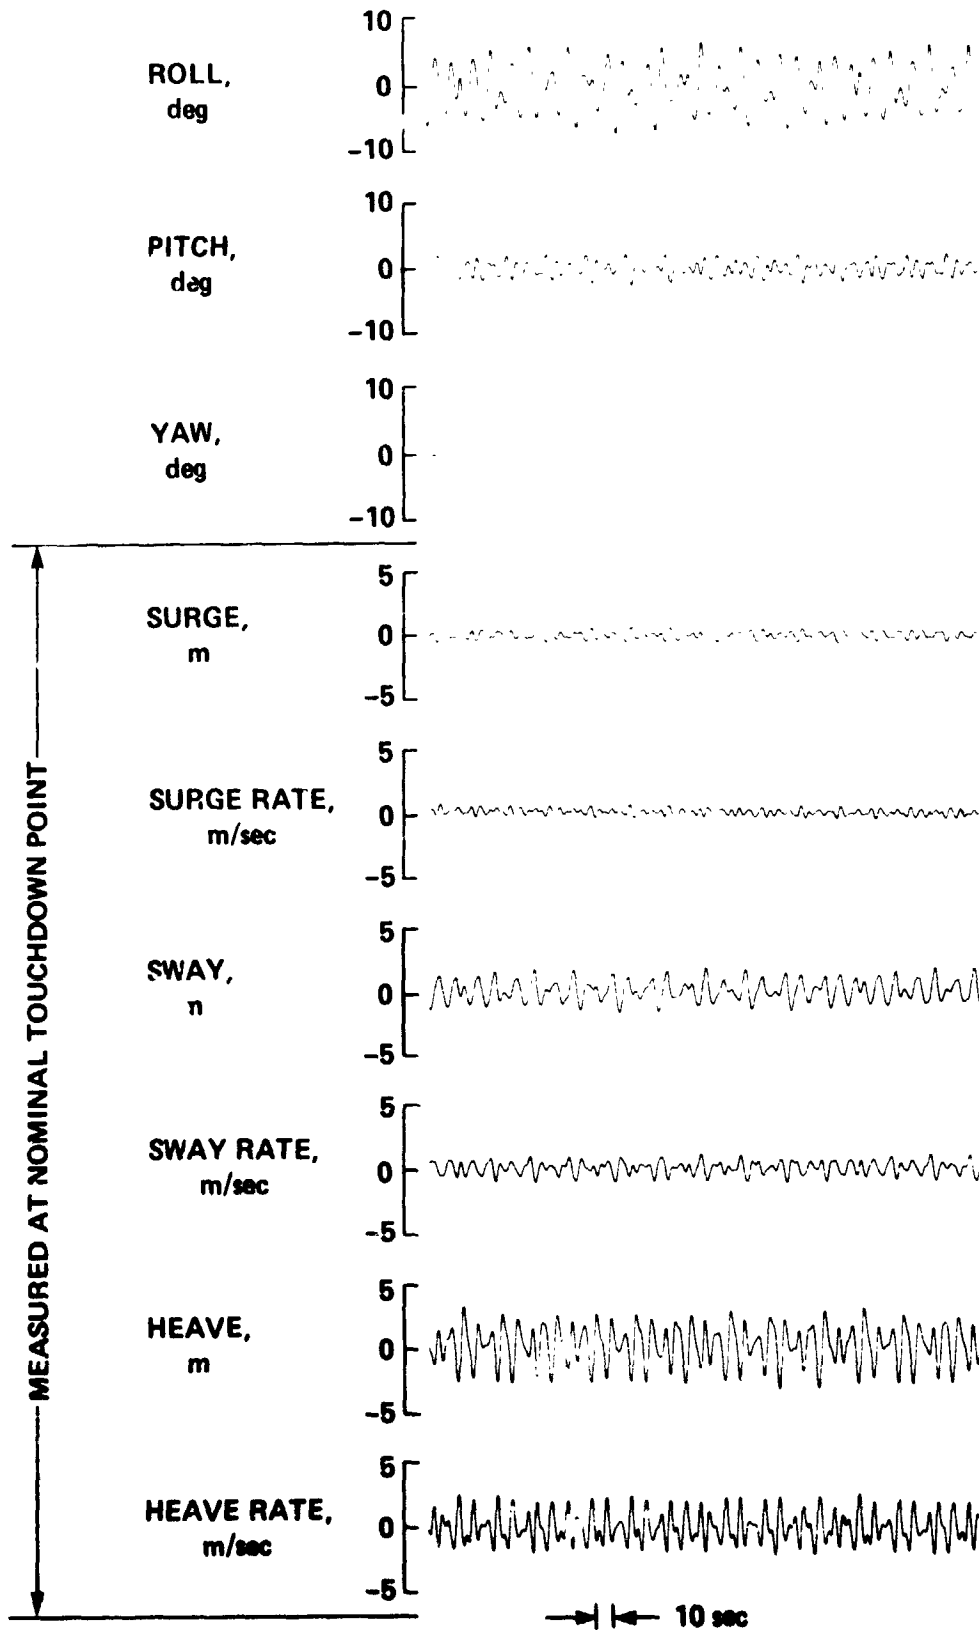 10
ROLL,
deg
0
-10
10
PITCH,
deg
0
-10
10
YAW,
deg
0
-10
5
SURGE,
m
0
-5
5
SURGE RATE,
m/sec
0
-5
5
SWAY,
n
0
-5
5
SWAY RATE,
m/sec
0
-5
5
HEAVE,
m
0
-5
5
HEAVE RATE,
m/sec
0
-5
MEASURED AT NOMINAL TOUCHDOWN POINT
10 sec